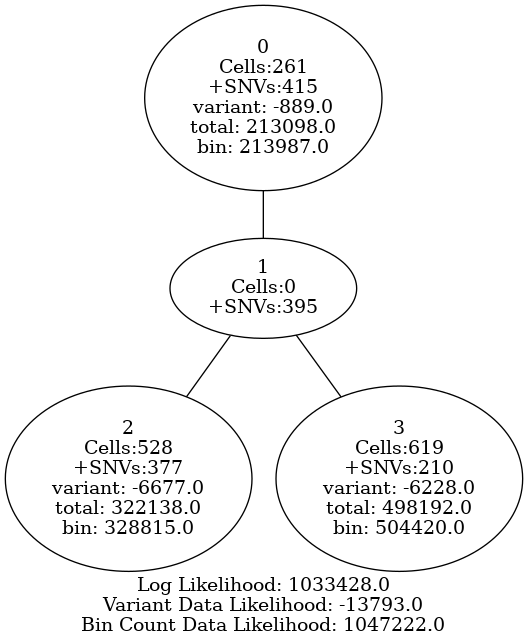 0
Cells:261
+SNVs:415
variant: -889.0
total: 213098.0
bin: 213987.0
1
Cells:0
+SNVs:395
2
Cells:528
+SNVs:377
variant: -6677.0
total: 322138.0
bin: 328815.0
3
Cells:619
+SNVs:210
variant: -6228.0
total: 498192.0
bin: 504420.0
Log Likelihood: 1033428.0
Variant Data Likelihood: -13793.0
Bin Count Data Likelihood: 1047222.0